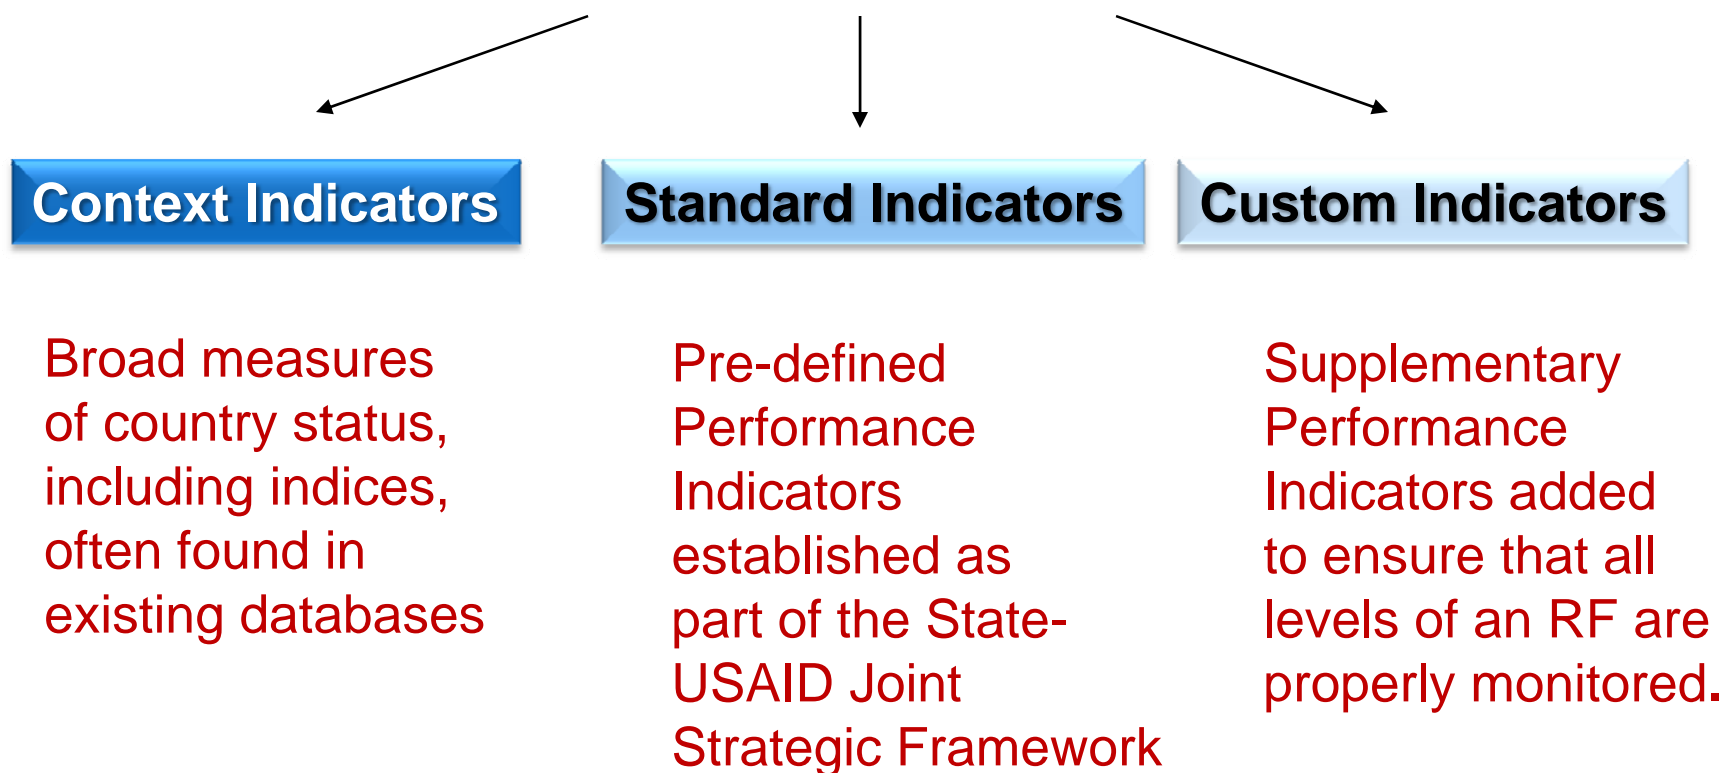 Context Indicators
Standard Indicators
Custom Indicators
Broad measures
of country status,
including indices,
often found in
existing databases
Pre-defined
Performance
Indicators
established as
part of the State-
USAID Joint
Strategic Framework
Supplementary
Performance
Indicators added
to ensure that all
levels of an RF are
properly monitored.